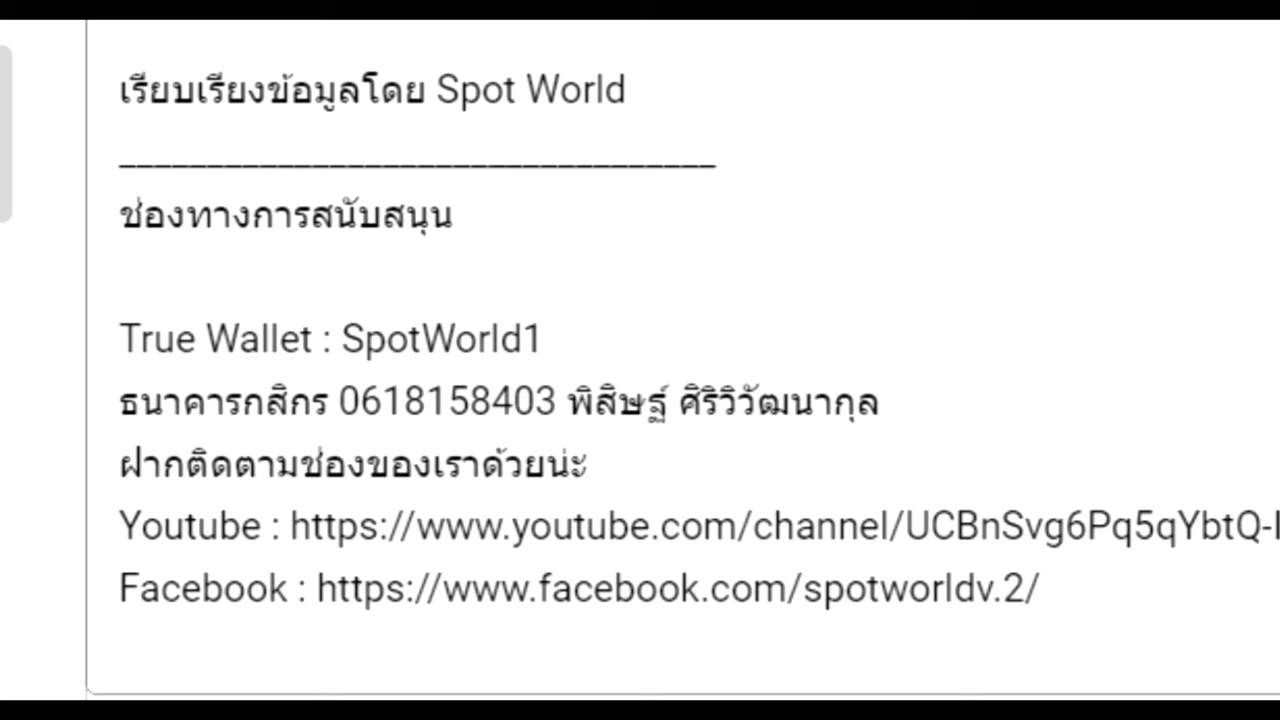 เรียบเรียงข้อมูลโดย Spot World
__________________________________
ช่องทางการสนับสนุน
True Wallet : SpotWorld1
ธนาคารกสิกร 0618158403 พิสิษฐ์ ศิริวิวัฒนากุล
ฝากติดตามช่องของเราด้วยน่ะ
Youtube : https://www.youtube.com/channel/UCBnSvg6Pq5qYbtQ-
Facebook : https://www.facebook.com/spotworldv.2/